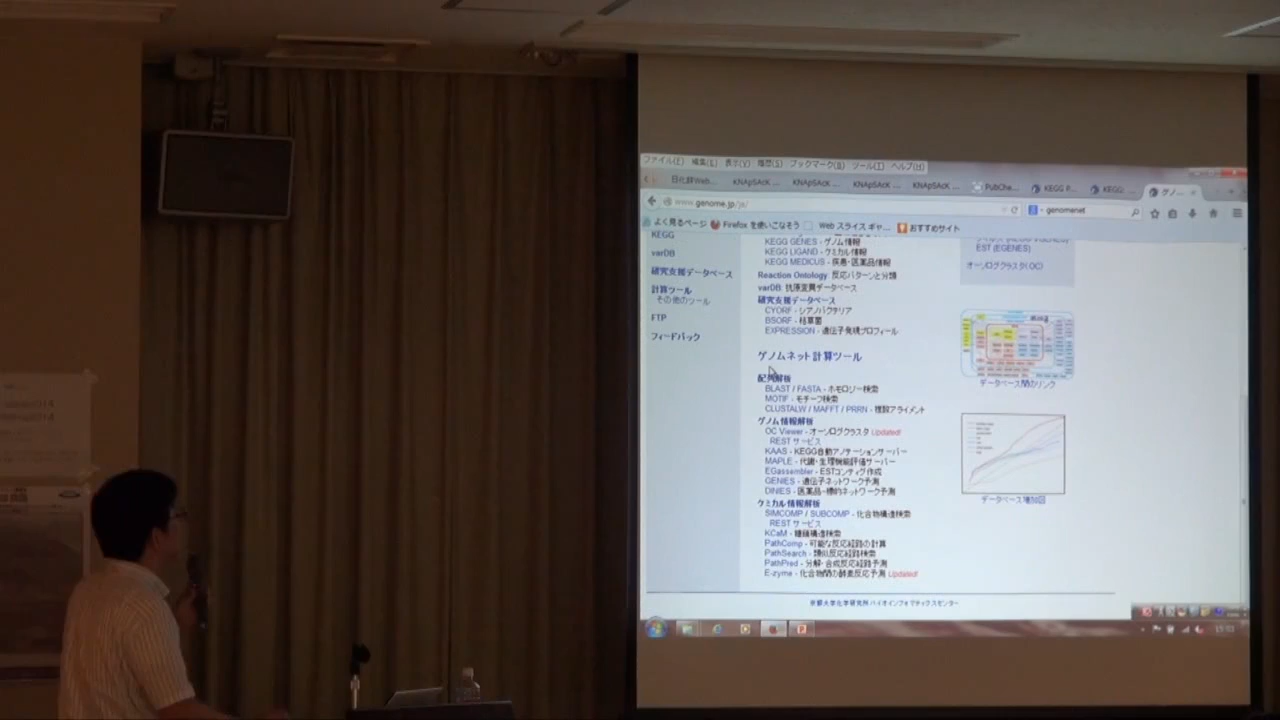 ファイル(E) 編集(E) 表示(V) 履歴(S) ブックマーク(B) ツール(T) ヘルプ(H)
日化辞Web... KNApSAcK ... KNApSAcK ... KNApSAcK ... KNApSAcK ... PubChe... KEGG P... KEGG: ... ゲノ...
www.genome.jp/ja/
genomenet
よく見るページ Firefox を使いこなそう Web スライス ギャ... おすすめサイト
KEGG
varDB
研究支援データベース
計算ツール
その他のツール
FTP
フィードバック
KEGG GENES - ゲノム情報
KEGG LIGAND - ケミカル情報
KEGG MEDICUS - 疾患・医薬品情報
Reaction Ontology: 反応パターンと分類
varDB: 抗原変異データベース
研究支援データベース
CYORF - シアノバクテリア
BSORF - 枯草菌
EXPRESSION - 遺伝子発現プロフィール
ゲノムネット計算ツール
配列解析
BLAST / FASTA - ホモロジー検索
MOTIF - モチーフ検索
CLUSTALW / MAFFT / PRRN - 複数アライメント
ゲノム情報解析
OC Viewer - オーソログクラスタ Updated!
REST サービス
KAAS - KEGG自動アノテーションサーバー
MAPLE - 代謝・生理機能評価サーバー
EGassembler - ESTコンティグ作成
GENIES - 遺伝子ネットワーク予測
DINIES - 医薬品-標的ネットワーク予測
ケミカル情報解析
SIMCOMP / SUBCOMP - 化合物構造検索
REST サービス
KCaM - 糖鎖構造検索
PathComp - 可能な反応経路の計算
PathSearch - 類似反応経路検索
PathPred - 分解・合成反応経路予測
E-zyme - 化合物間の酵素反応予測 Updated!
EST (EGENES)
オーソログクラスタ(OC)
データベース間のリンク
データベース増加図
京都大学化学研究所バイオインフォマティクスセンター